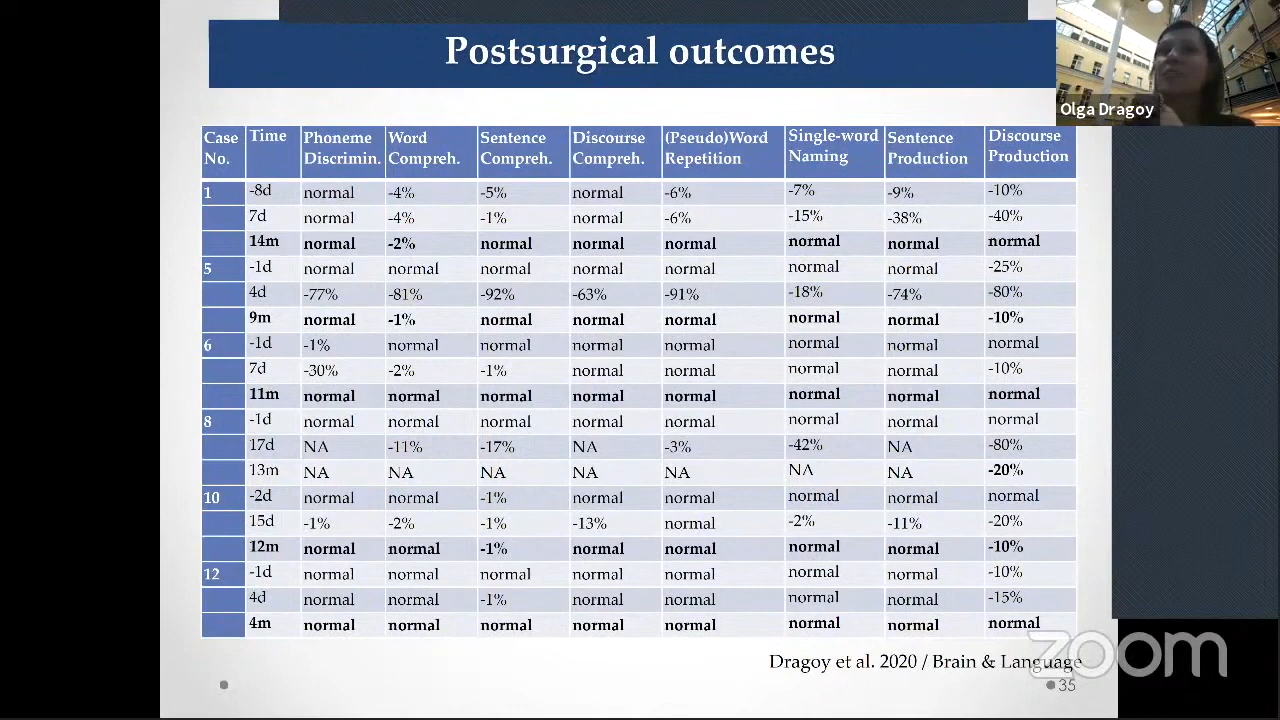 Postsurgical outcomes
Olga Dragoy
Case No. Time Phoneme Discrimin. Word Compreh. Sentence Compreh. Discourse Compreh. (Pseudo)Word Repetition Single-word Naming Sentence Production Discourse Production
1 -8d normal -4% -5% normal -6% -7% -9% -10%
7d normal -4% -1% normal -6% -15% -38% -40%
14m normal -2% normal normal normal normal normal normal
5 -1d normal normal normal normal normal normal normal -25%
4d -77% -81% -92% -63% -91% -18% -74% -80%
9m normal -1% normal normal normal normal normal -10%
6 -1d -1% normal normal normal normal normal normal normal
7d -30% -2% -1% normal normal normal normal -10%
11m normal normal normal normal normal normal normal normal
8 -1d normal normal normal normal normal normal normal normal
17d NA -11% -17% NA -3% -42% NA -80%
13m NA NA NA NA NA NA NA -20%
10 -2d normal normal -1% normal normal normal normal normal
15d -1% -2% -1% -13% normal -2% -11% -20%
12m normal normal -1% normal normal normal normal -10%
12 -1d normal normal normal normal normal normal normal -10%
4d normal normal -1% normal normal normal normal -15%
4m normal normal normal normal normal normal normal normal
Dragoy et al. 2020 / Brain & Language
zoom
35